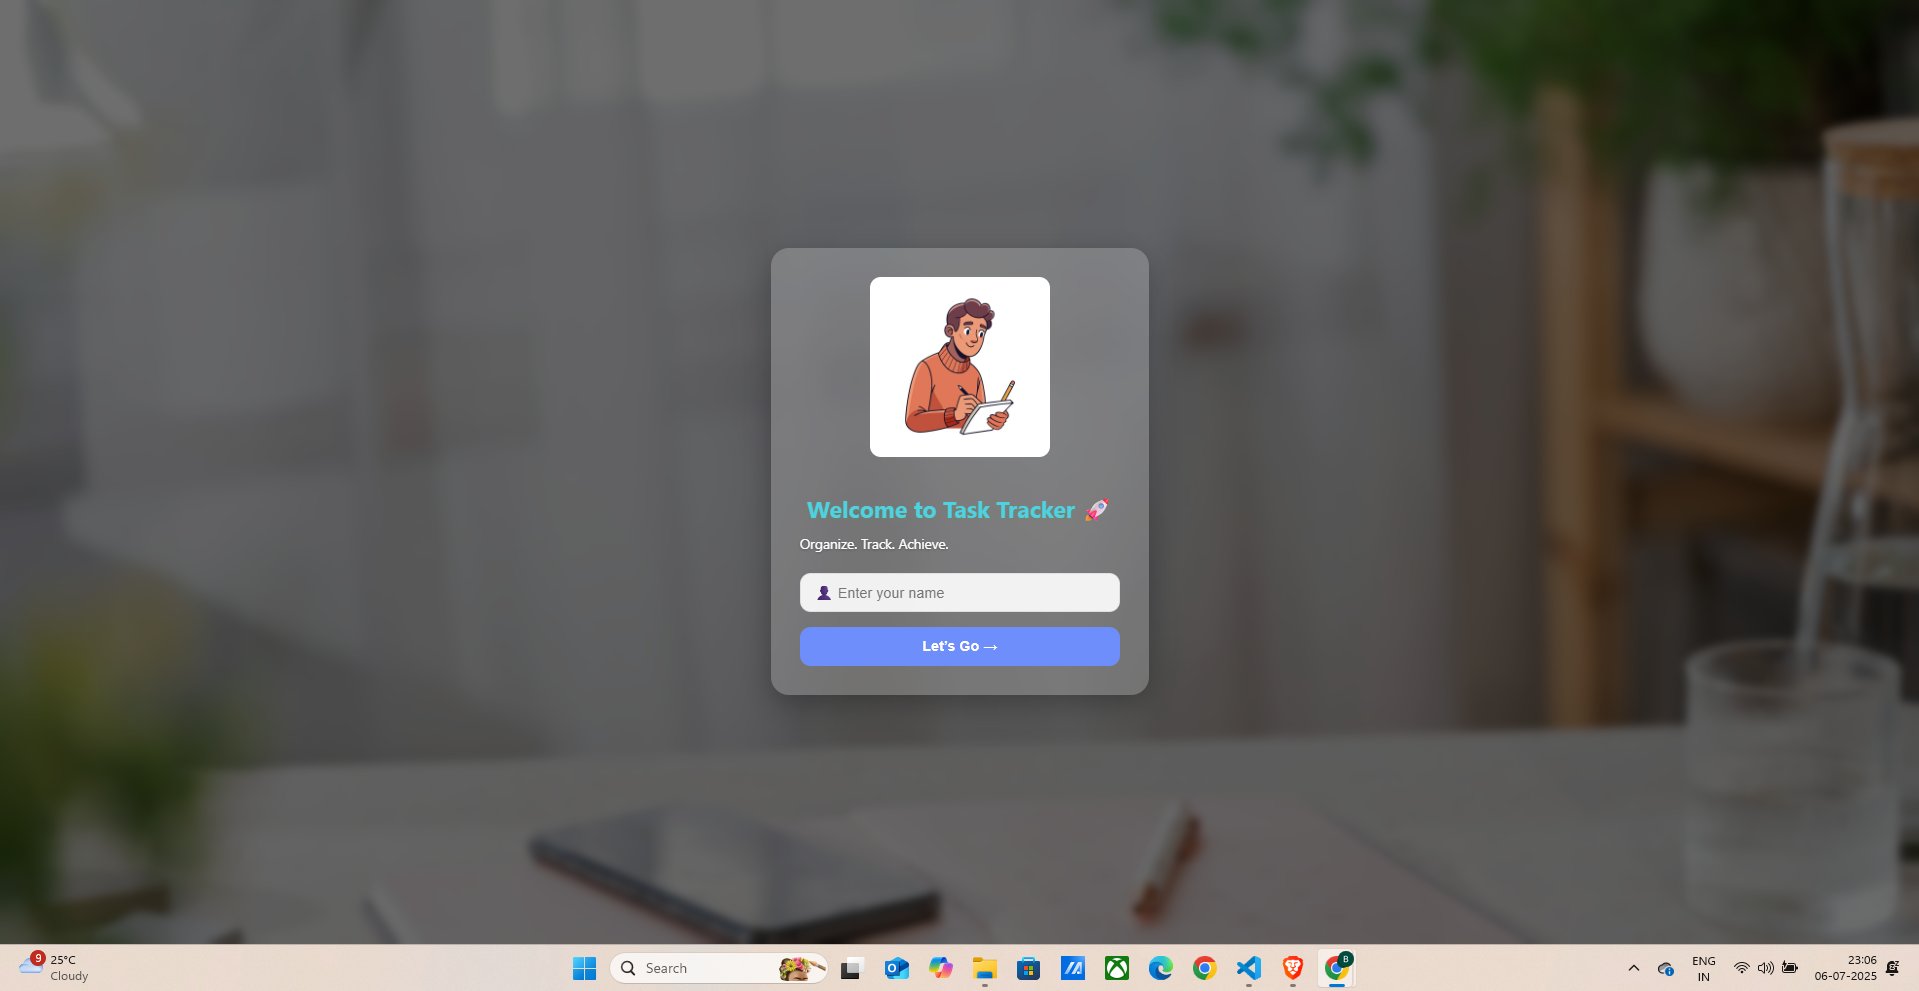 Welcome to Task Tracker 🚀
Organize. Track. Achieve.
👤 Enter your name
Let's Go →
9
25°C
Cloudy
Search
B
ENG
IN
23:06
06-07-2025